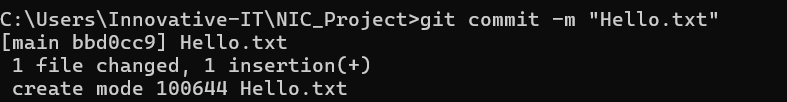 C:\Users\Innovative-IT\NIC_Project>git commit -m "Hello.txt"
[main bbd0cc9] Hello.txt
 1 file changed, 1 insertion(+)
 create mode 100644 Hello.txt